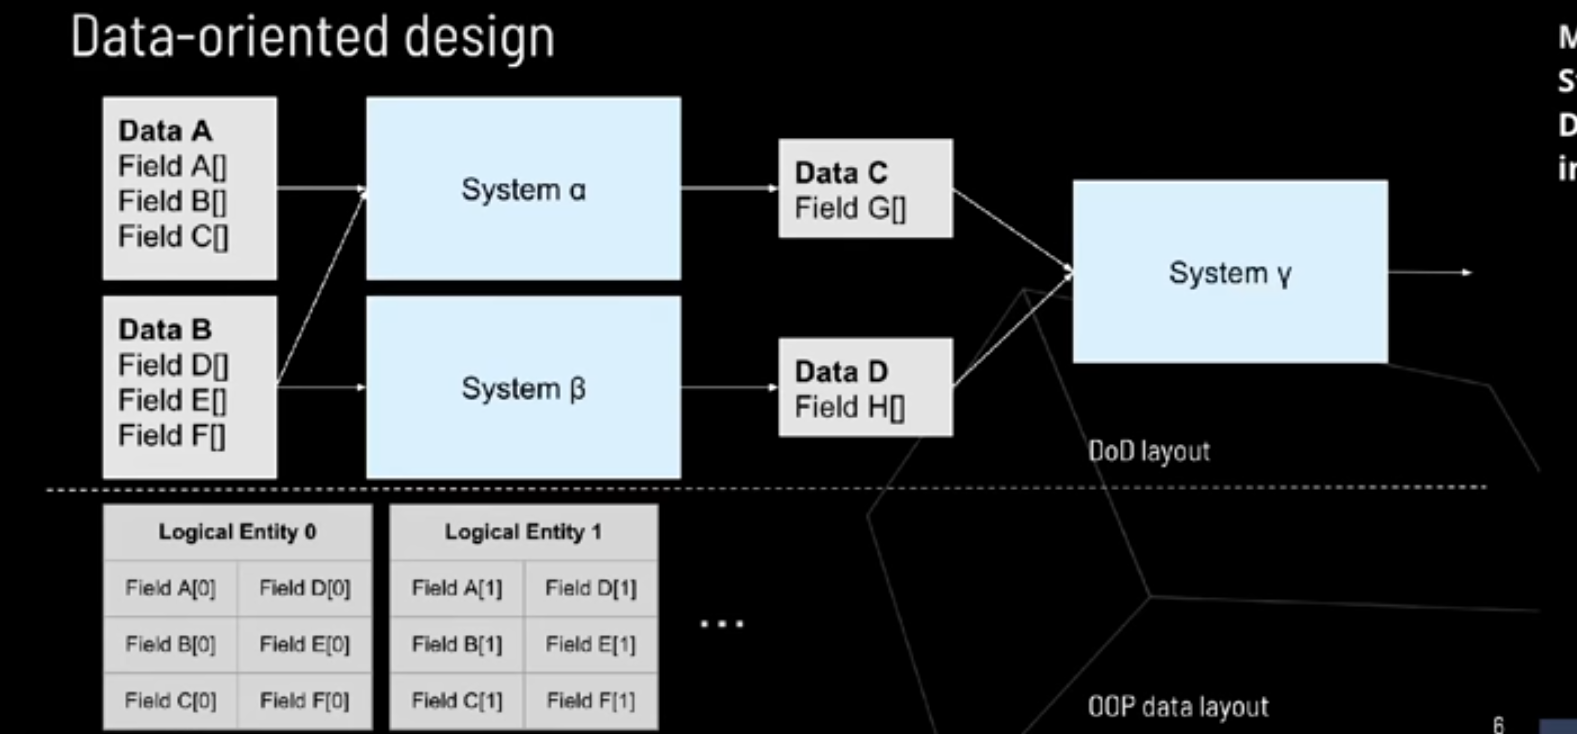 Data-oriented design
Data A
Field A[]
Field B[]
Field C[]
System α
Data C
Field G[]
System γ
Data B
Field D[]
Field E[]
Field F[]
System β
Data D
Field H[]
DoD layout
Logical Entity 0
Field A[0] Field D[0]
Field B[0] Field E[0]
Field C[0] Field F[0]
Logical Entity 1
Field A[1] Field D[1]
Field B[1] Field E[1]
Field C[1] Field F[1]
...
OOP data layout
6